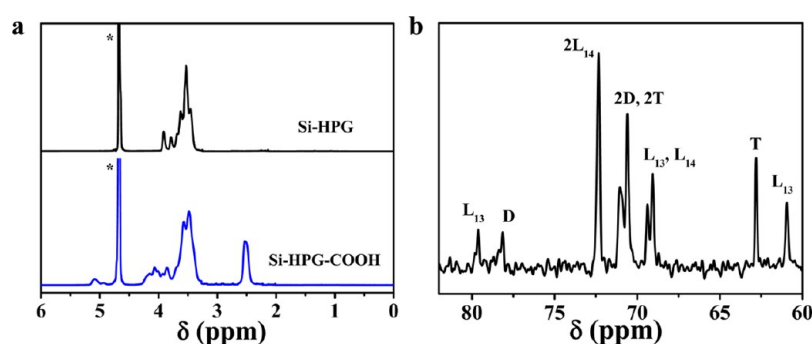 a
*
Si-HPG
*
Si-HPG-COOH
6 5 4 3 2 1 0
δ (ppm)
b
2L₁₄
2D, 2T
L₁₃, L₁₄
T
L₁₃
D
L₁₃
80 75 70 65 60
δ (ppm)